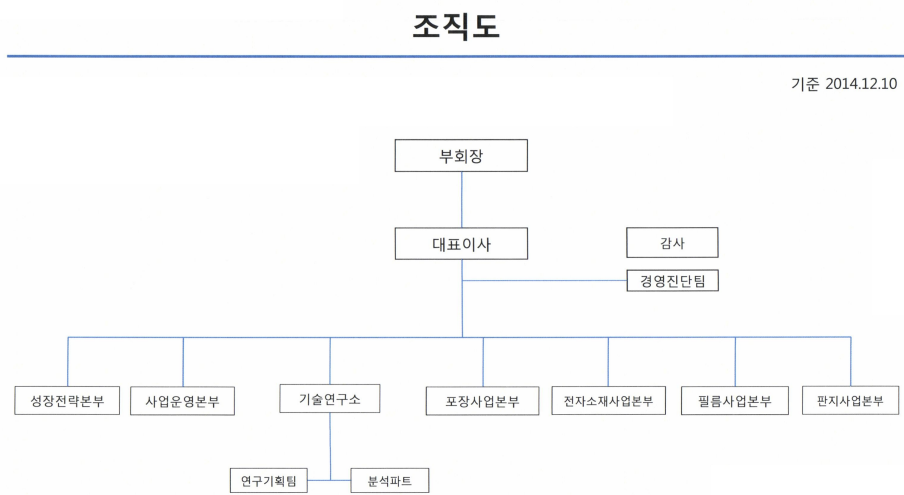 조직도
기준 2014.12.10
부회장
대표이사
감사
경영진단팀
성장전략본부
사업운영본부
기술연구소
포장사업본부
전자소재사업본부
필름사업본부
판지사업본부
연구기획팀
분석파트